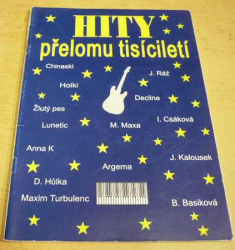 HITY
přelomu tisíciletí
Chinaski
J. Ráž
Holki
Decline
Žlutý pes
I. Csáková
Lunetic
M. Maxa
Anna K
J. Kalousek
Argema
D. Hůlka
Maxim Turbulenc
B. Basiková